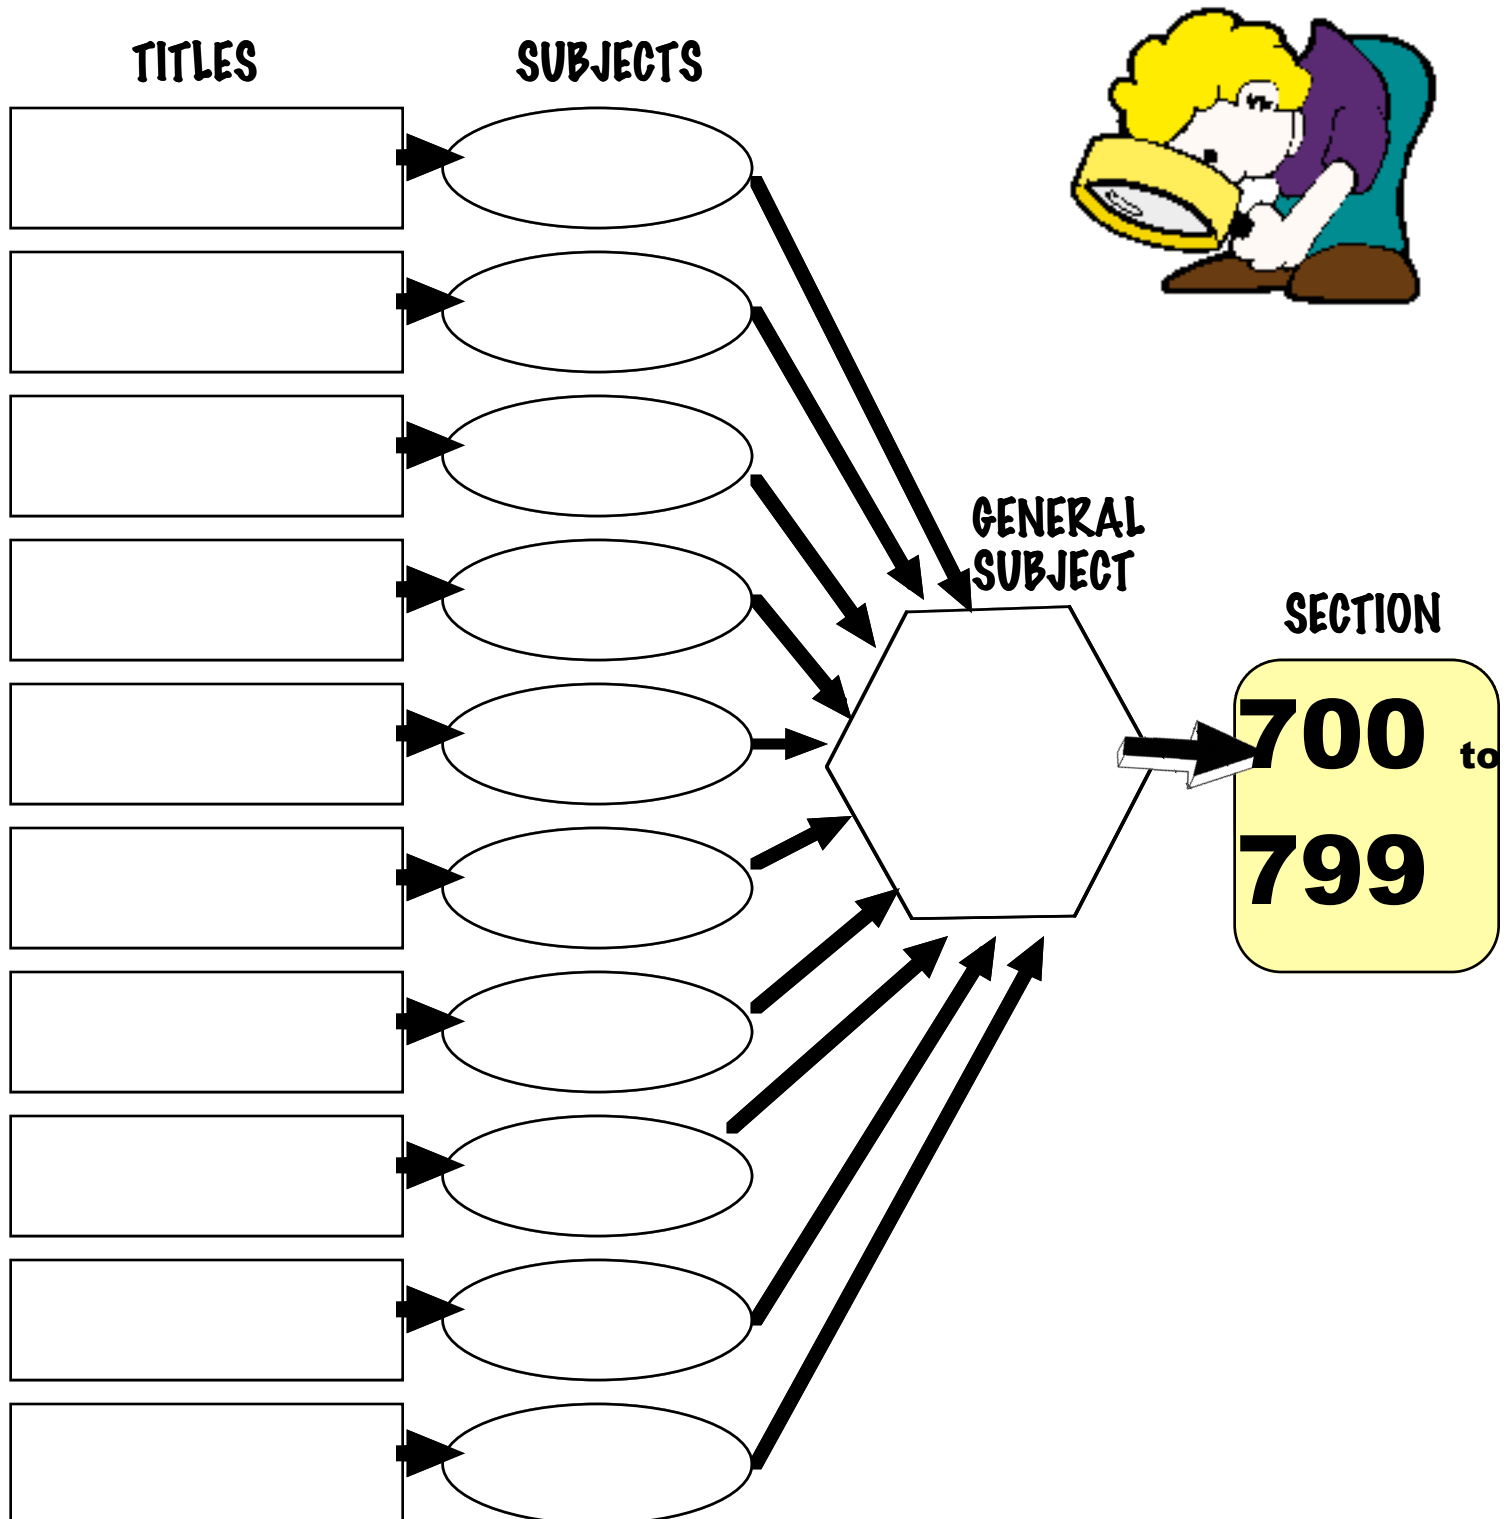 TITLES
SUBJECTS
GENERAL
SUBJECT
SECTION
700 to
799